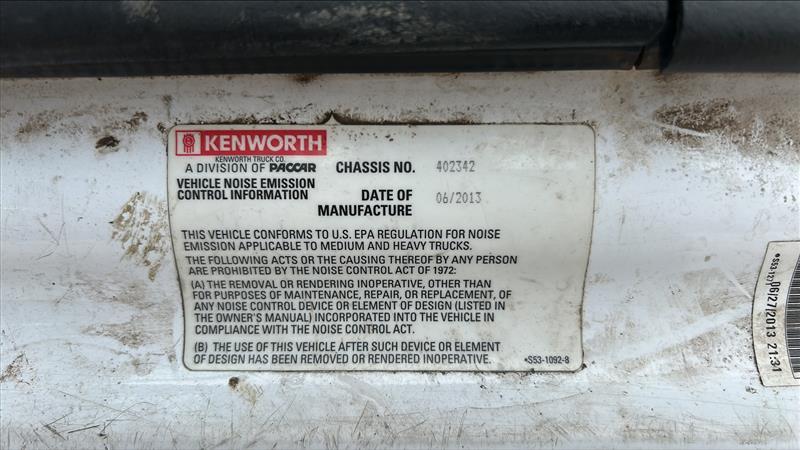 KENWORTH
KENWORTH TRUCK CO.
A DIVISION OF PACCAR CHASSIS NO. 402342
VEHICLE NOISE EMISSION
CONTROL INFORMATION DATE OF 06/2013
MANUFACTURE
THIS VEHICLE CONFORMS TO U.S. EPA REGULATION FOR NOISE
EMISSION APPLICABLE TO MEDIUM AND HEAVY TRUCKS.
THE FOLLOWING ACTS OR THE CAUSING THEREOF BY ANY PERSON
ARE PROHIBITED BY THE NOISE CONTROL ACT OF 1972:
(A) THE REMOVAL OR RENDERING INOPERATIVE, OTHER THAN
FOR PURPOSES OF MAINTENANCE, REPAIR, OR REPLACEMENT, OF
ANY NOISE CONTROL DEVICE OR ELEMENT OF DESIGN (LISTED IN
THE OWNER'S MANUAL) INCORPORATED INTO THE VEHICLE IN
COMPLIANCE WITH THE NOISE CONTROL ACT.
(B) THE USE OF THIS VEHICLE AFTER SUCH DEVICE OR ELEMENT
OF DESIGN HAS BEEN REMOVED OR RENDERED INOPERATIVE.
*S53-1092-8
06/27/2013 21:31